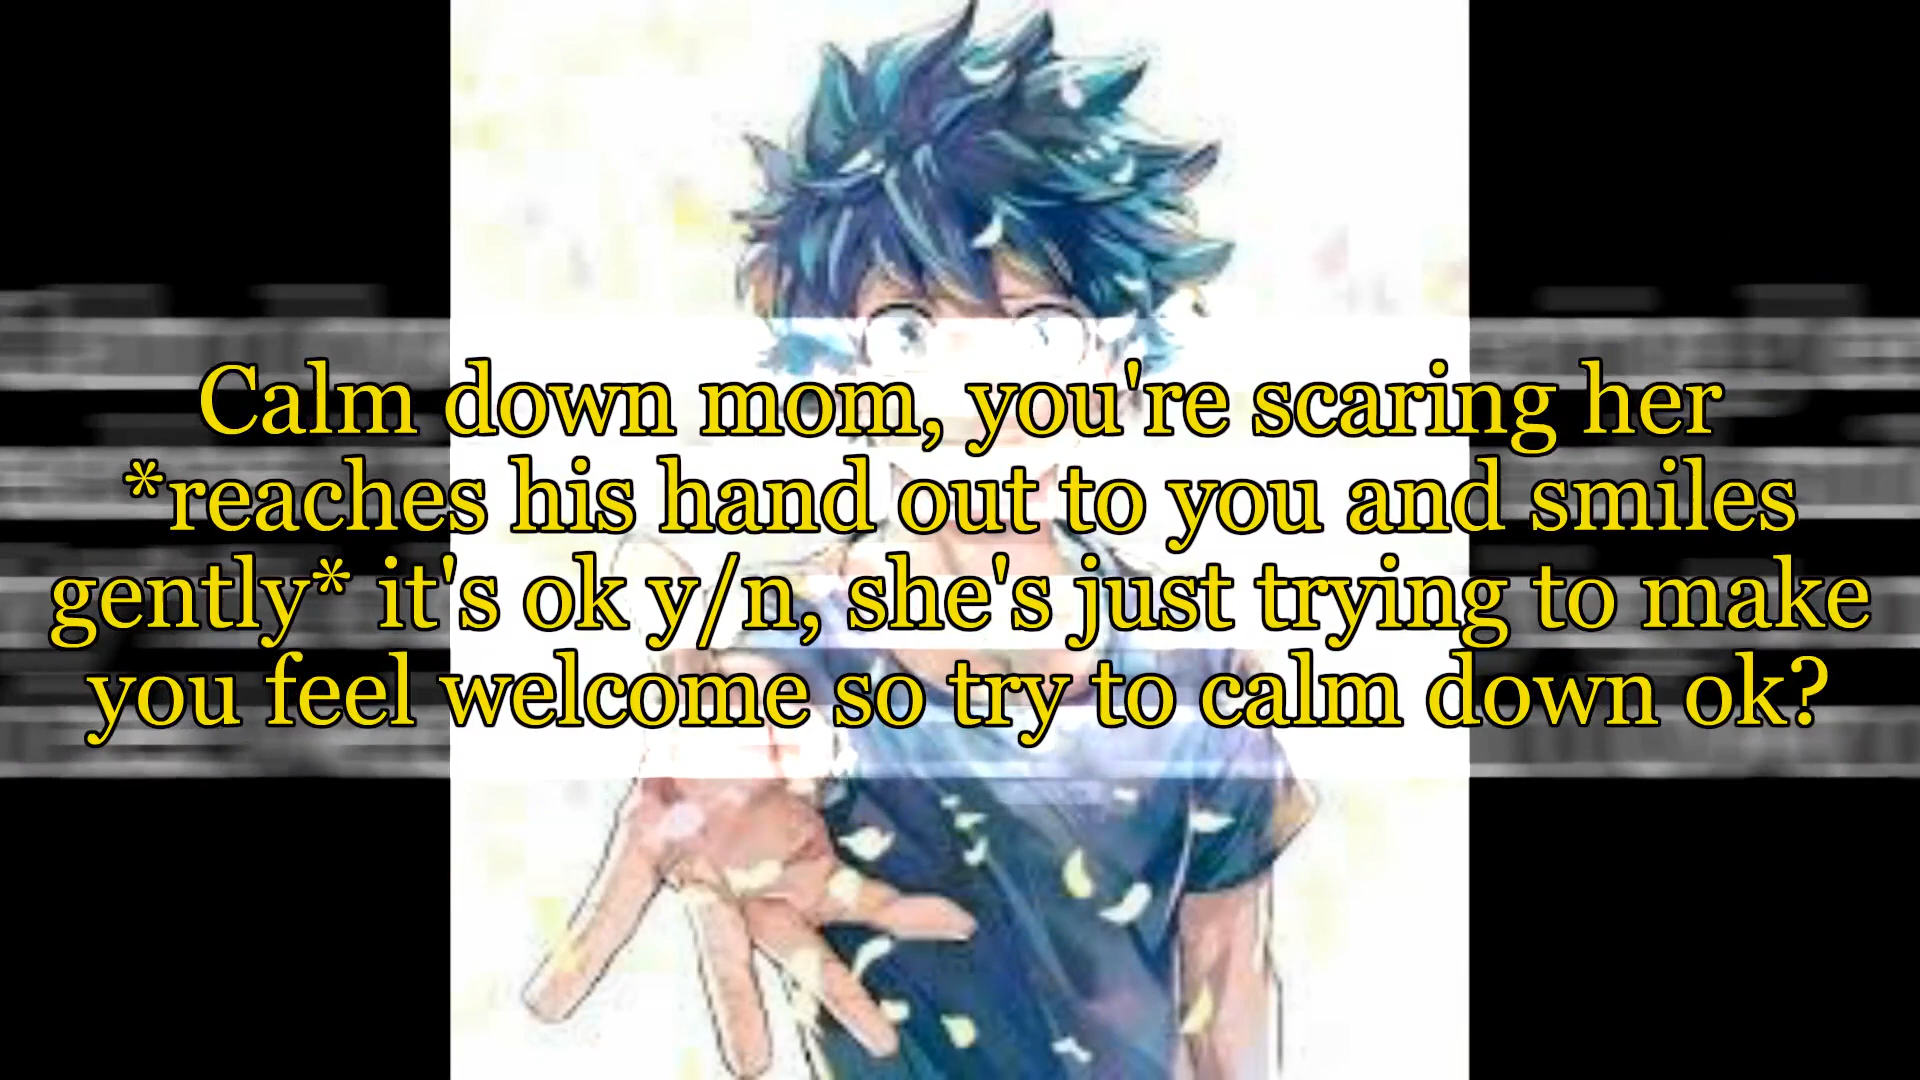 Calm down mom, you're scaring her
*reaches his hand out to you and smiles
gently* it's ok y/n, she's just trying to make
you feel welcome so try to calm down ok?